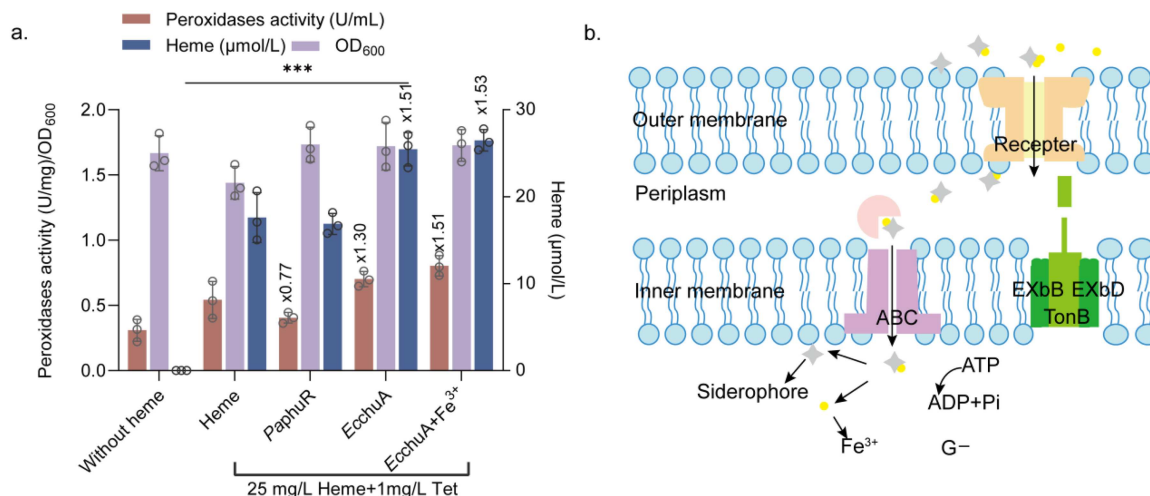 a.
Peroxidases activity (U/mL)
Heme (μmol/L)
OD₆₀₀
***
Peroxidases activity (U/mg)/OD₆₀₀
2.0
1.5
1.0
0.5
0.0
x0.77
x1.30
x1.51
x1.51
x1.53
30
20
10
0
Heme (μmol/L)
Without heme
Heme
PaphuR
EcchuA
EcchuA+Fe³⁺
25 mg/L Heme+1mg/L Tet
b.
Outer membrane
Recepter
Periplasm
Inner membrane
ABC
EXbB EXbD
TonB
Siderophore
ATP
ADP+Pi
Fe³⁺
G⁻